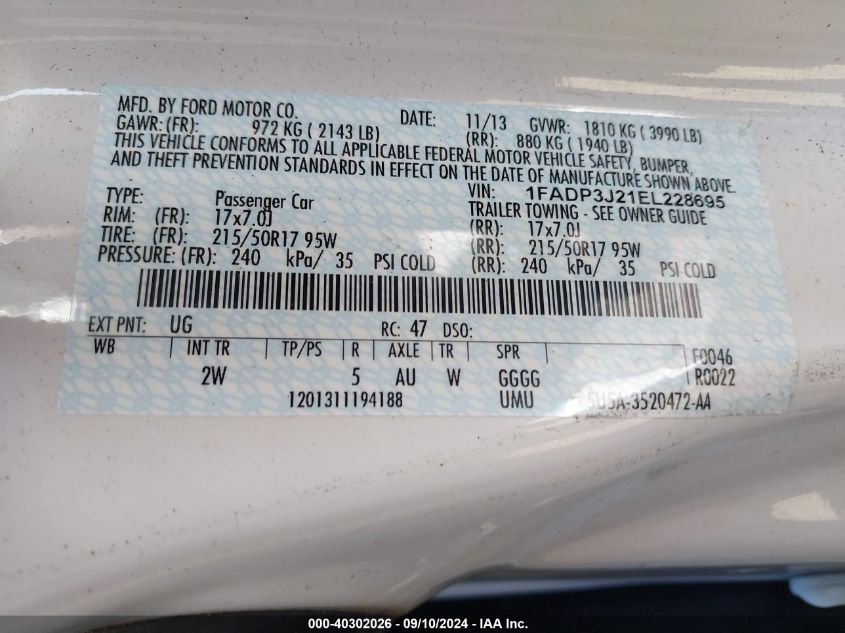 MFD. BY FORD MOTOR CO. DATE: 11/13 GVWR: 1810 KG ( 3990 LB)
GAWR: (FR): 972 KG ( 2143 LB) (RR): 880 KG ( 1940 LB)
THIS VEHICLE CONFORMS TO ALL APPLICABLE FEDERAL MOTOR VEHICLE SAFETY, BUMPER,
AND THEFT PREVENTION STANDARDS IN EFFECT ON THE DATE OF MANUFACTURE SHOWN ABOVE.
VIN: 1FADP3J21EL228695
TYPE: Passenger Car TRAILER TOWING - SEE OWNER GUIDE
RIM: (FR): 17x7.0J (RR): 17x7.0J
TIRE: (FR): 215/50R17 95W (RR): 215/50R17 95W
PRESSURE: (FR): 240 kPa/ 35 PSI COLD (RR): 240 kPa/ 35 PSI COLD
EXT PNT: UG RC: 47 DSO:
WB INT TR TP/PS R AXLE TR SPR F0046
2W 5 AU W GGGG R0022
1201311194188 UMU 5U5A-3520472-AA
000-40302026 - 09/10/2024 - IAA Inc.